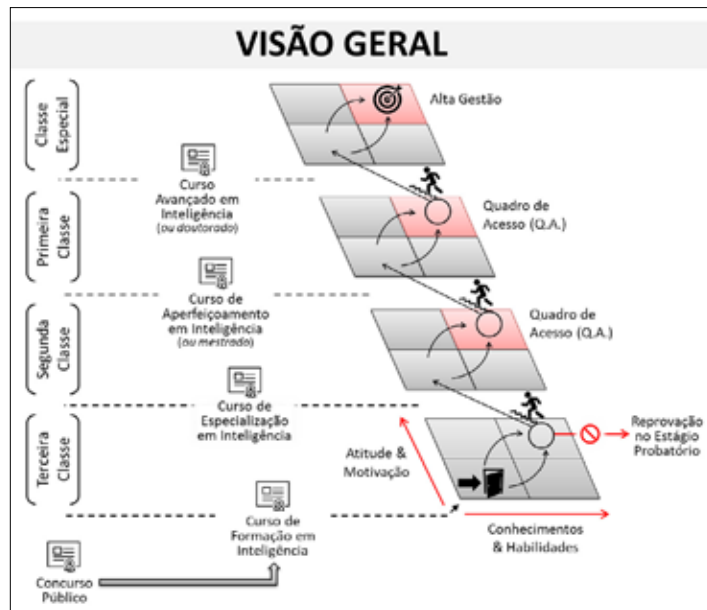 VISÃO GERAL
Classe
Especial
Alta Gestão
Curso
Avançado em
Inteligência
(ou doutorado)
Primeira
Classe
Quadro de
Acesso (Q.A.)
Curso de
Aperfeiçoamento
em Inteligência
(ou mestrado)
Segunda
Classe
Quadro de
Acesso (Q.A.)
Curso de
Especialização
em Inteligência
Terceira
Classe
Atitude &
Motivação
Reprovação
no Estágio
Probatório
Curso de
Formação em
Inteligência
Conhecimentos
& Habilidades
Concurso
Público